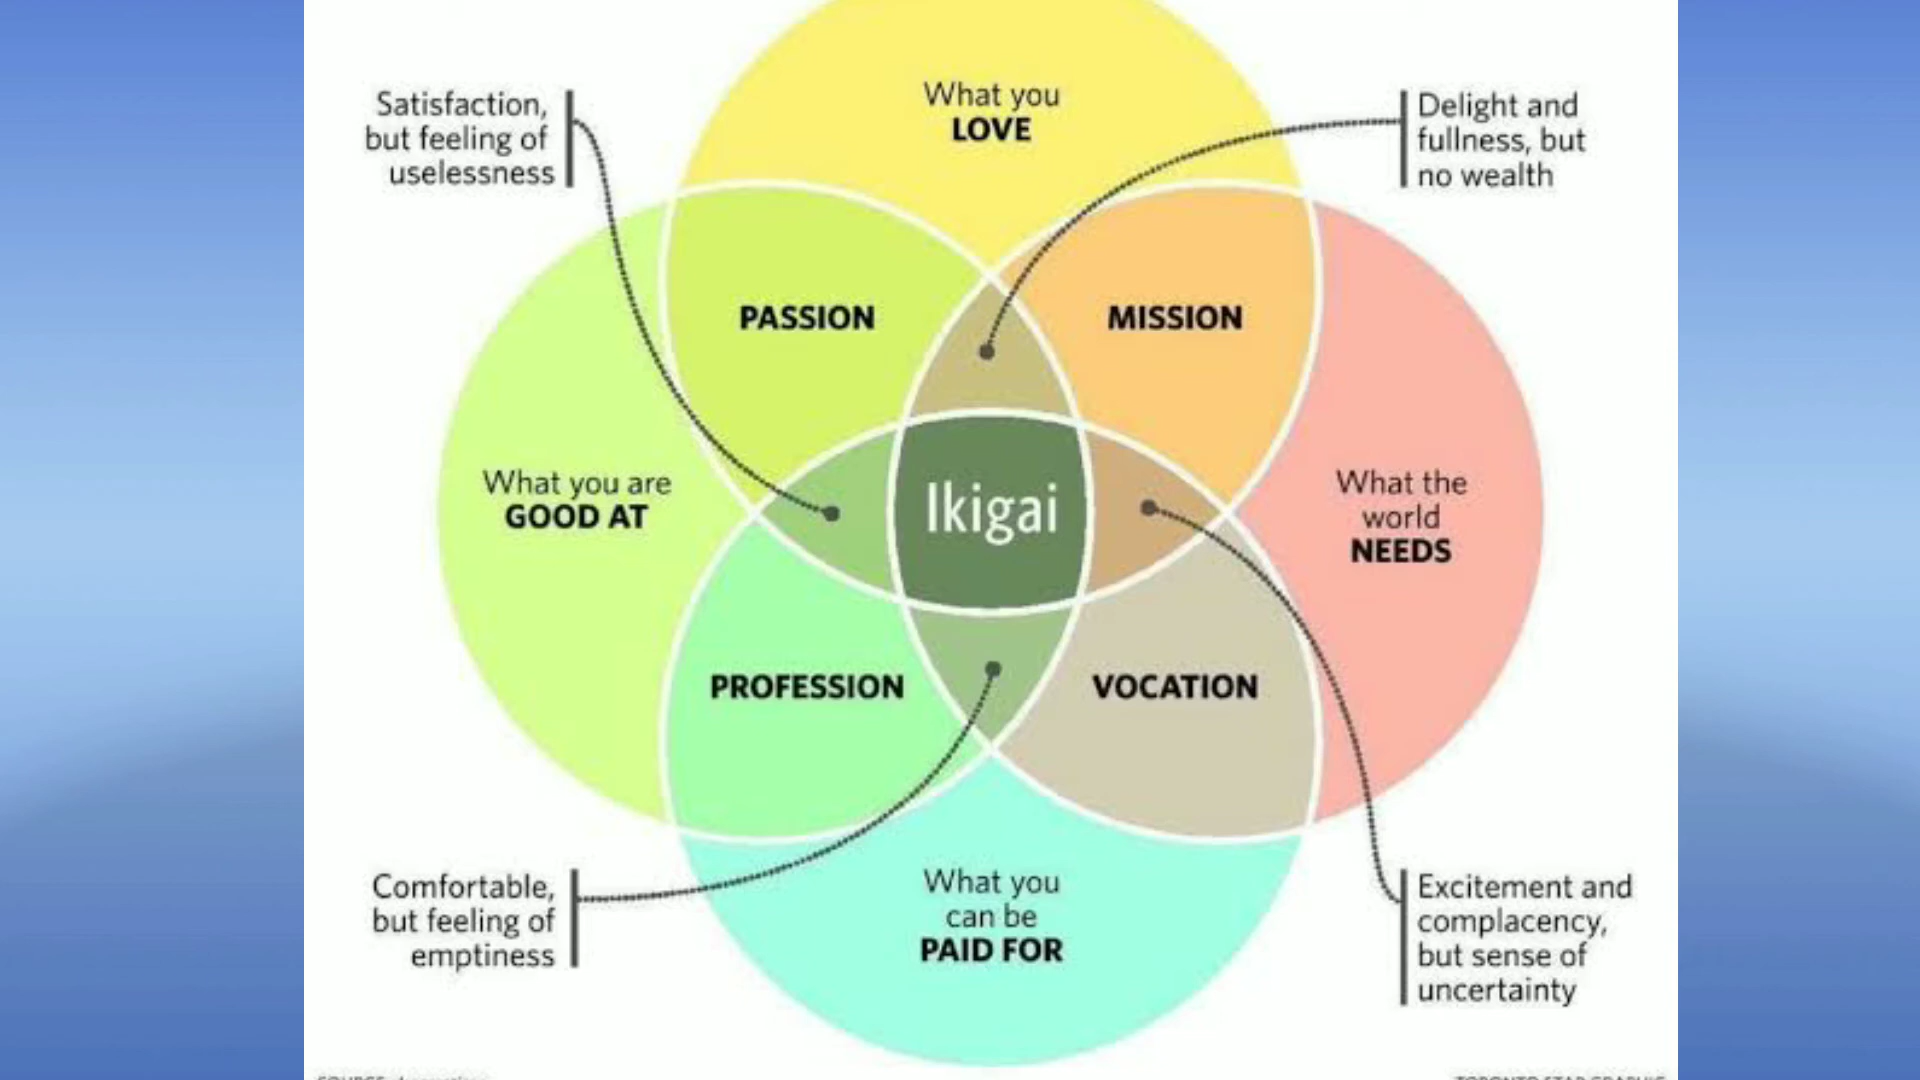 What you
LOVE
Satisfaction,
but feeling of
uselessness
Delight and
fullness, but
no wealth
PASSION
MISSION
What you are
GOOD AT
Ikigai
What the
world
NEEDS
PROFESSION
VOCATION
Comfortable,
but feeling of
emptiness
What you
can be
PAID FOR
Excitement and
complacency,
but sense of
uncertainty